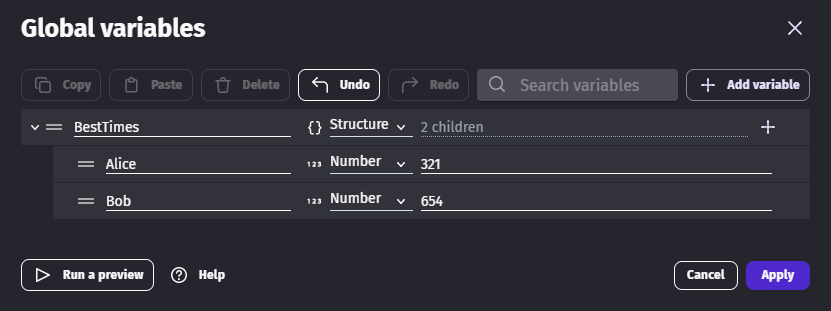 Global variables
Copy Paste Delete Undo Redo Search variables Add variable
BestTimes {} Structure 2 children
Alice 123 Number 321
Bob 123 Number 654
Run a preview Help Cancel Apply